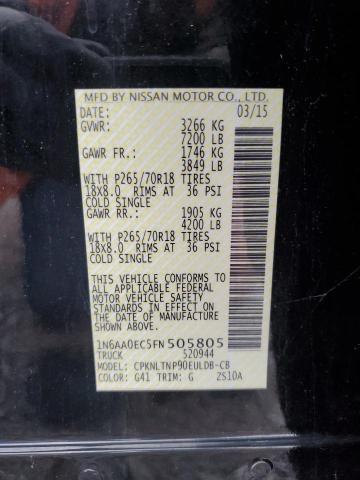 MFD BY NISSAN MOTOR CO., LTD.
DATE: 03/15
GVWR: 3266 KG
7200 LB
GAWR FR.: 1746 KG
3849 LB
WITH P265/70R18 TIRES
18X8.0 RIMS AT 36 PSI
COLD SINGLE
GAWR RR.: 1905 KG
4200 LB
WITH P265/70R18 TIRES
18X8.0 RIMS AT 36 PSI
COLD SINGLE
THIS VEHICLE CONFORMS TO
ALL APPLICABLE FEDERAL
MOTOR VEHICLE SAFETY
STANDARDS IN EFFECT ON
THE DATE OF MANUFACTURE
SHOWN ABOVE.
1N6AA0EC5FN505805
TRUCK 520944
MODEL: CPKNLTNP90EULDB-CB
COLOR: G41 TRIM: G ZS10A